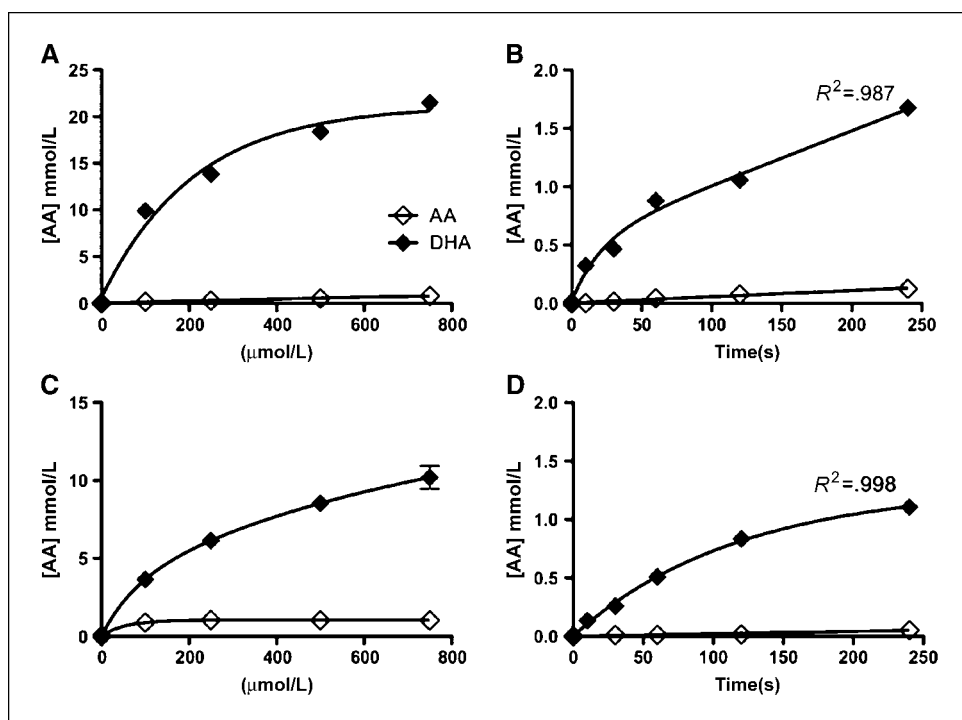 A
[AA] mmol/L
25
20
15
10
5
0
0 200 400 600 800
(μmol/L)
AA
DHA
B
[AA] mmol/L
2.0
1.5
1.0
0.5
0.0
0 50 100 150 200 250
Time(s)
R²=.987
C
[AA] mmol/L
15
10
5
0
0 200 400 600 800
(μmol/L)
D
[AA] mmol/L
2.0
1.5
1.0
0.5
0.0
0 50 100 150 200 250
Time(s)
R²=.998